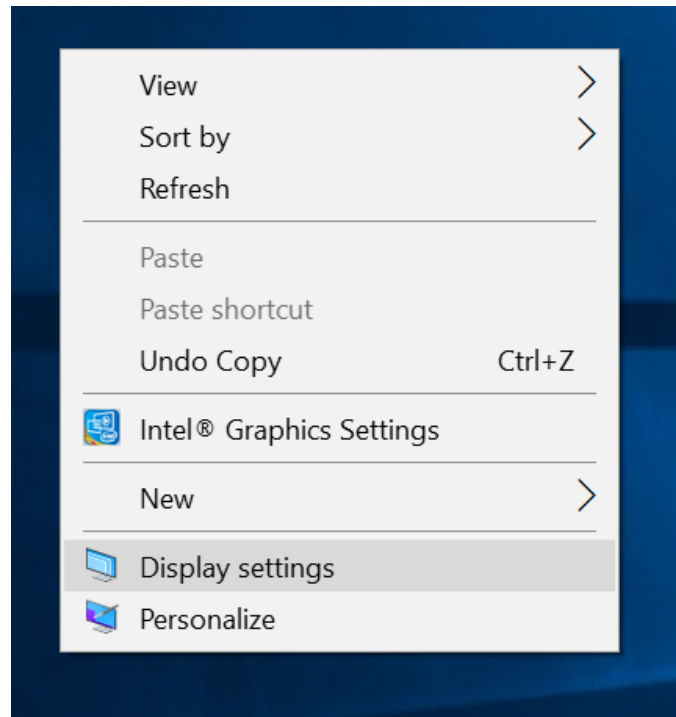 View
Sort by
Refresh
Paste
Paste shortcut
Undo Copy Ctrl+Z
Intel® Graphics Settings
New
Display settings
Personalize